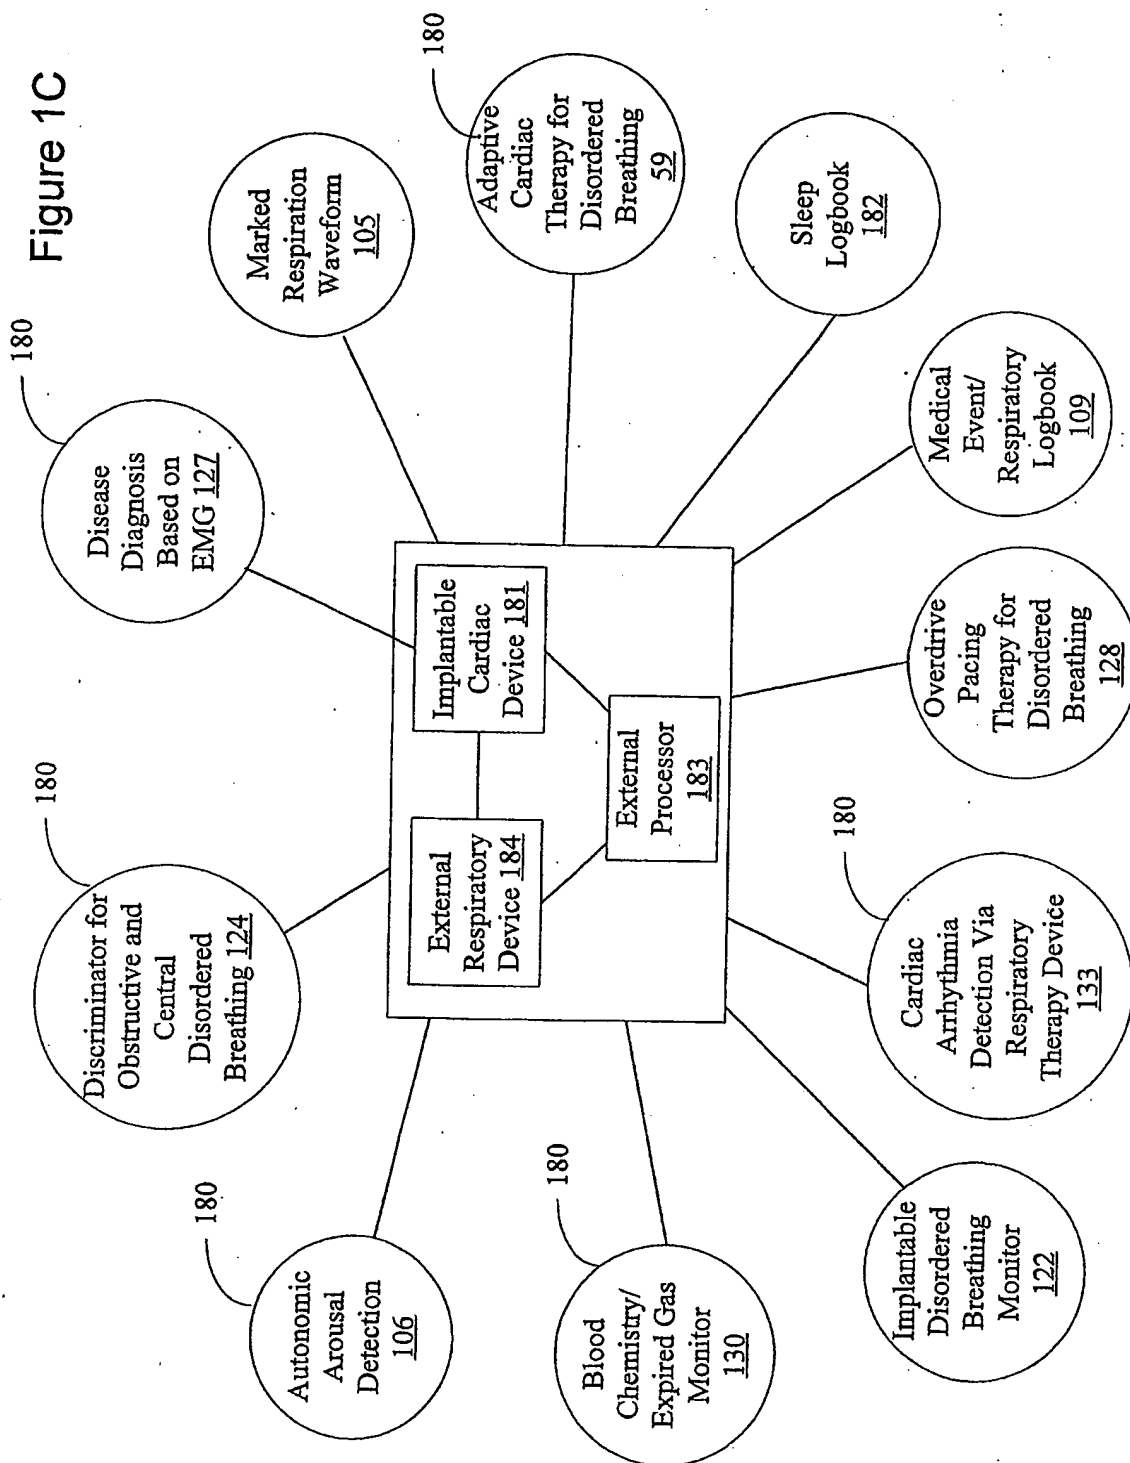 Figure 1C
180
Discriminator for
Obstructive and
Central
Disordered
Breathing 124
180
Disease
Diagnosis
Based on
EMG 127
Marked
Respiration
Waveform
105
180
Autonomic
Arousal
Detection
106
180
Adaptive
Cardiac
Therapy for
Disordered
Breathing
59
External
Respiratory
Device 184
Implantable
Cardiac
Device 181
External
Processor
183
180
Blood
Chemistry/
Expired Gas
Monitor
130
Sleep
Logbook
182
Implantable
Disordered
Breathing
Monitor
122
180
Cardiac
Arrhythmia
Detection Via
Respiratory
Therapy Device
133
Overdrive
Pacing
Therapy for
Disordered
Breathing
128
Medical
Event/
Respiratory
Logbook
109